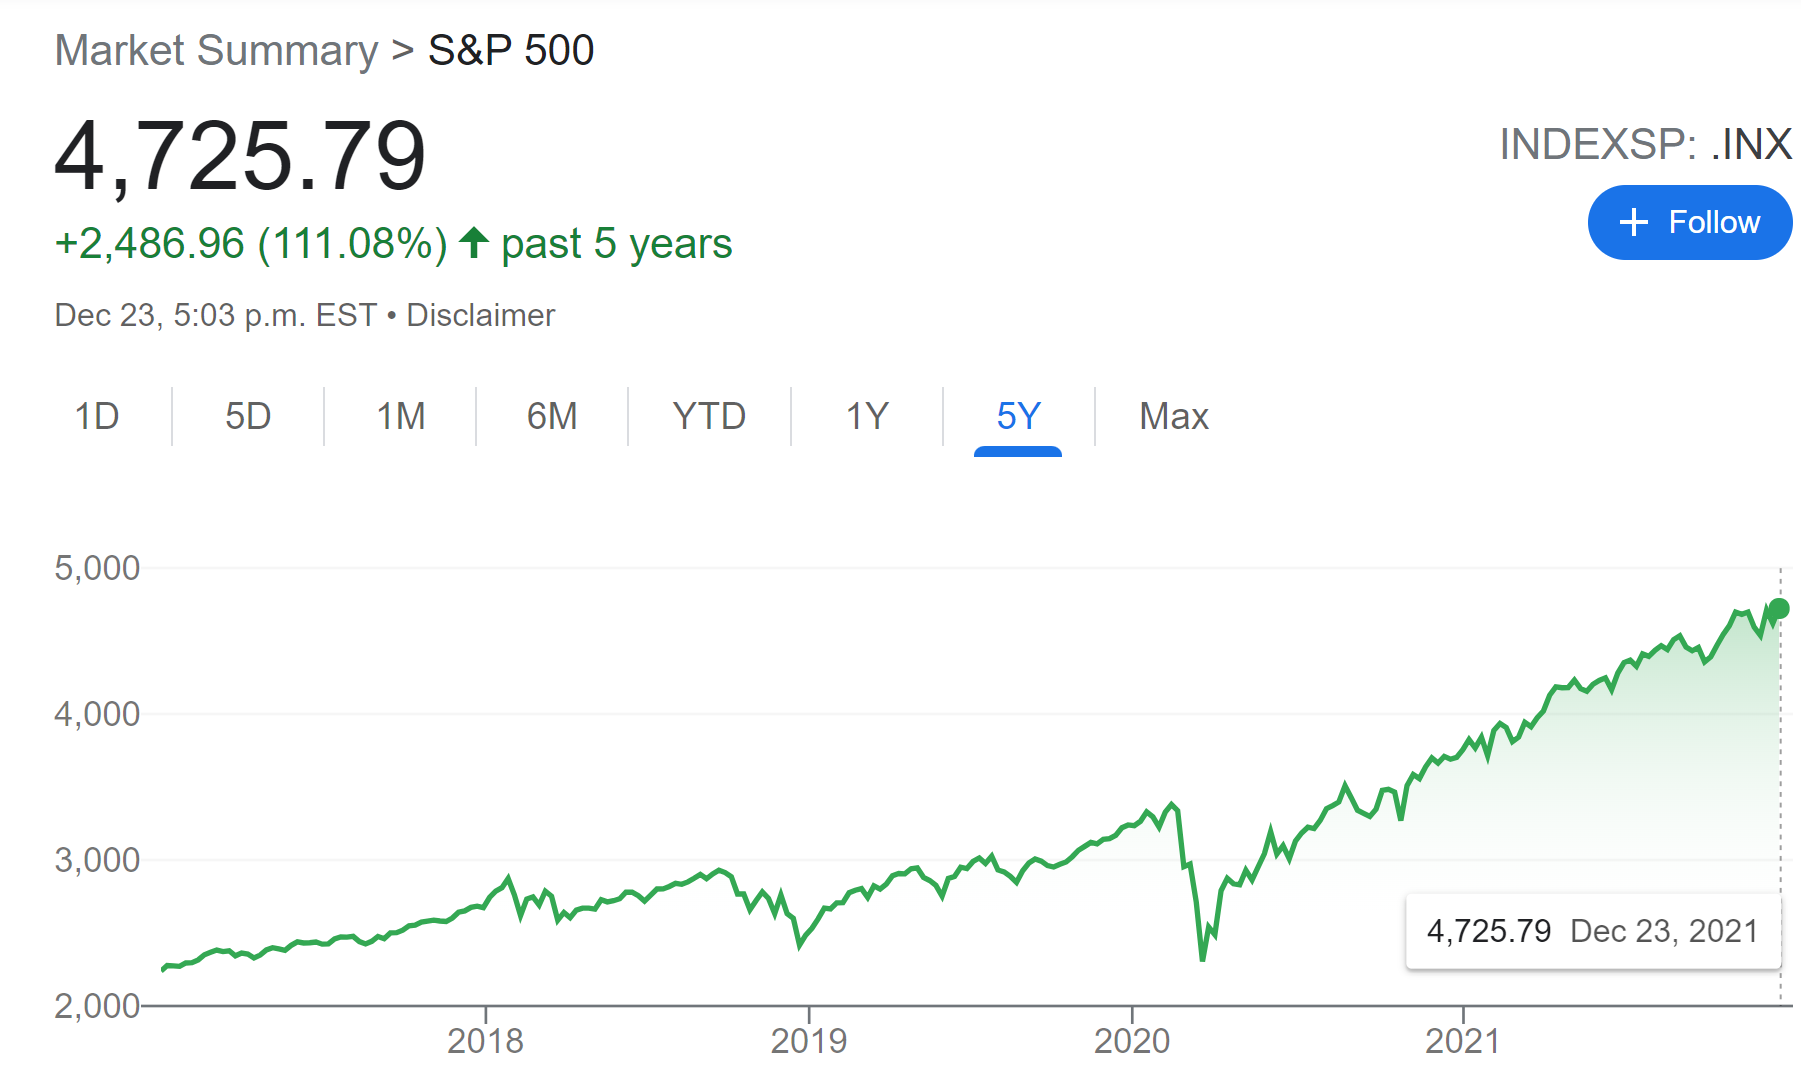 Market Summary > S&P 500
4,725.79
INDEXSP: .INX
+2,486.96 (111.08%) ↑ past 5 years
+ Follow
Dec 23, 5:03 p.m. EST • Disclaimer
1D 5D 1M 6M YTD 1Y 5Y Max
5,000
4,000
3,000
4,725.79 Dec 23, 2021
2,000
2018 2019 2020 2021